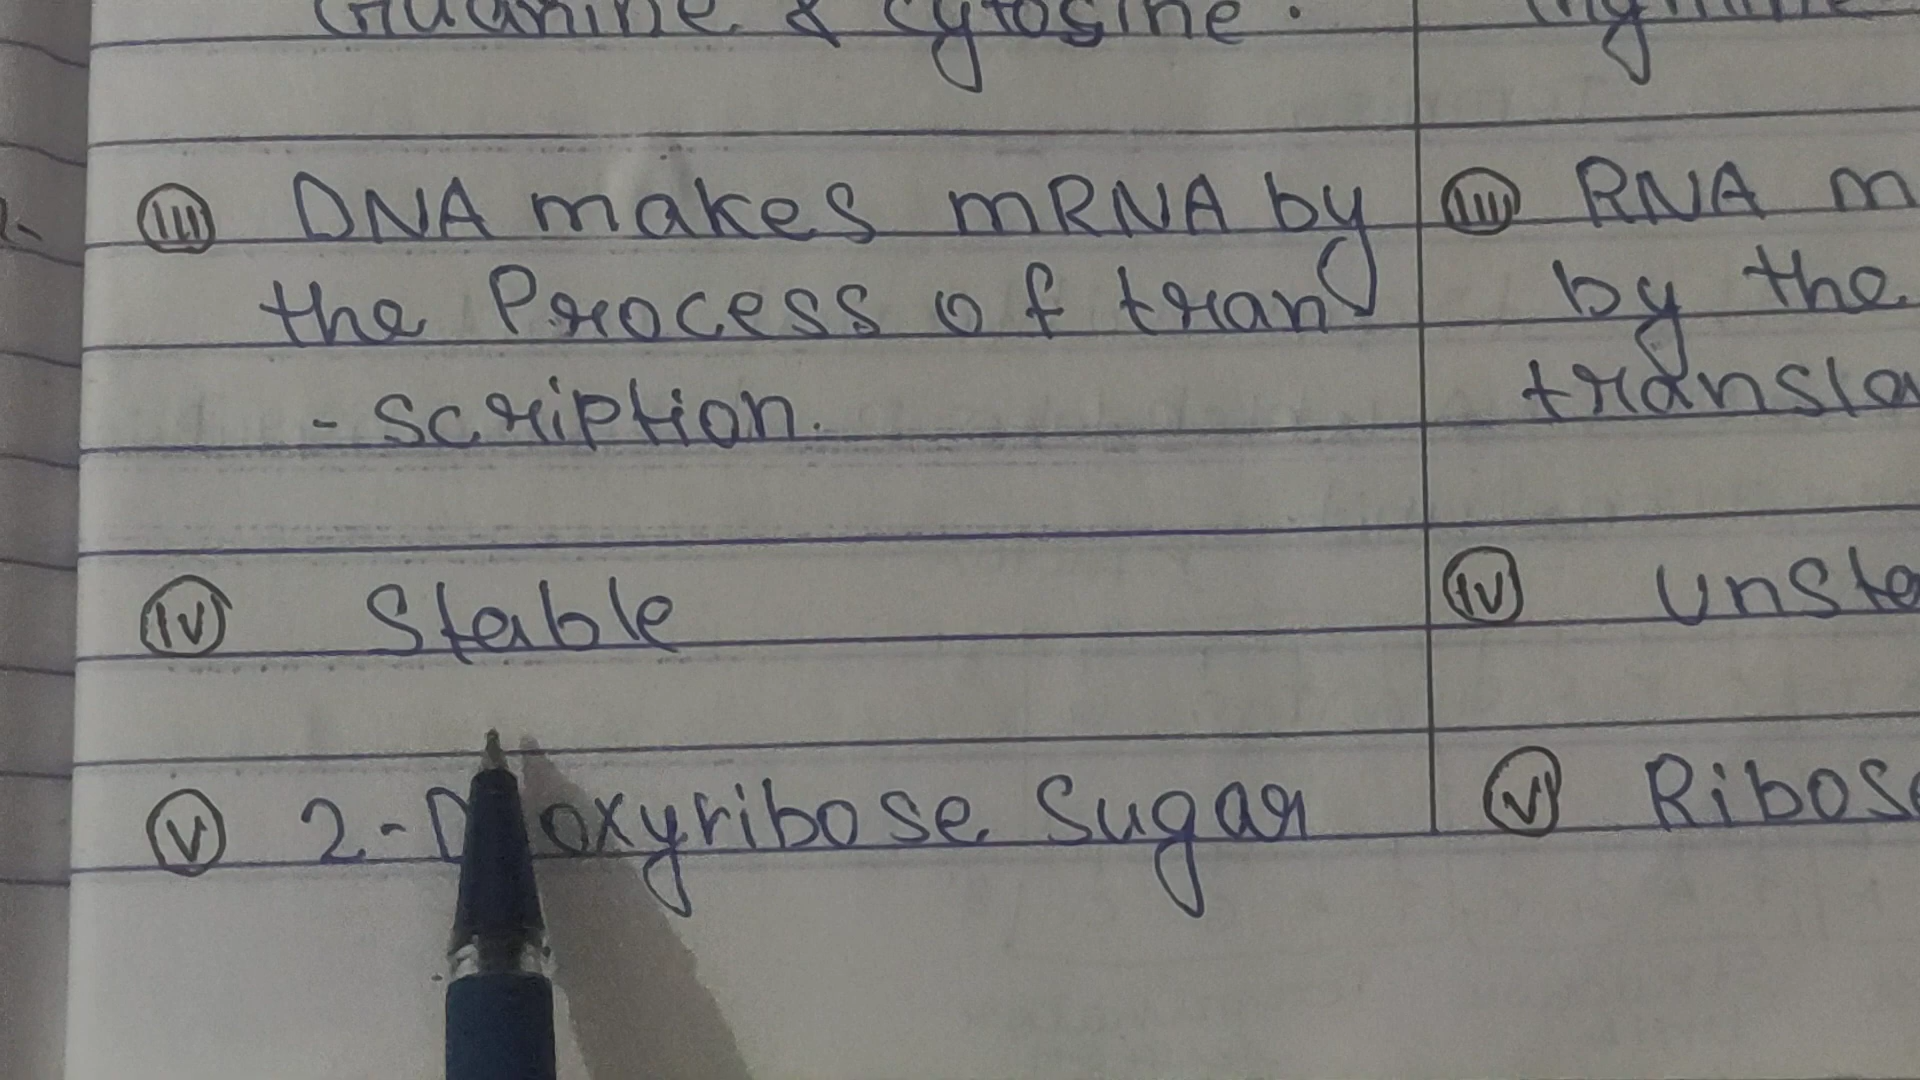 Guanine & Cytosine.
(iii) DNA makes mRNA by
the Process of tran
- scription.
(iv) Stable
(v) 2- oxyribose Sugar
(iii) RNA m
by the
transla
(iv) unsta
(v) Ribose